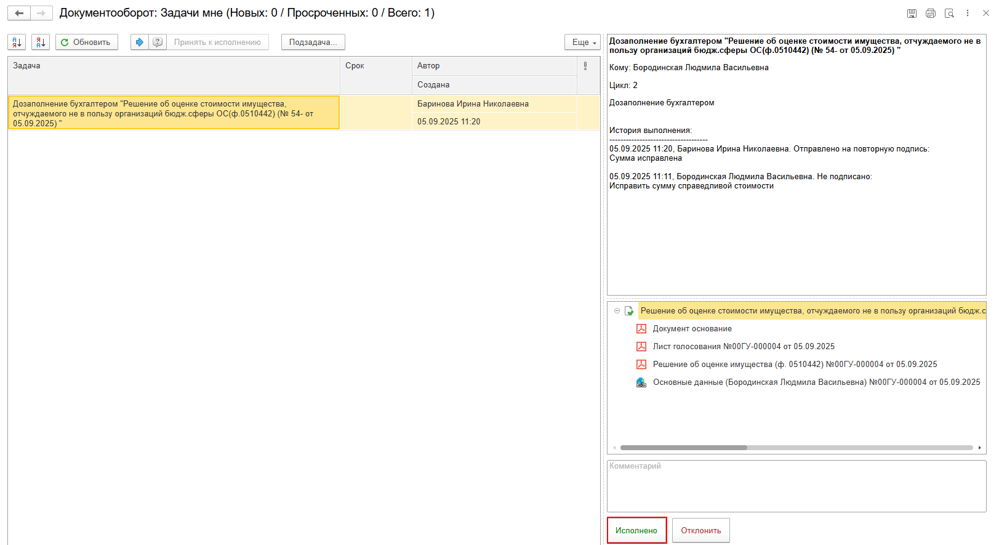 Документооборот: Задачи мне (Новых: 0 / Просроченных: 0 / Всего: 1)
Обновить
Принять к исполнению
Подзадача...
Еще
Задача
Срок
Автор
Создана
Дозаполнение бухгалтером "Решение об оценке стоимости имущества,
отчуждаемого не в пользу организаций бюдж.сферы ОС(ф.0510442) (№ 54- от
05.09.2025) "
Баринова Ирина Николаевна
05.09.2025 11:20
Дозаполнение бухгалтером "Решение об оценке стоимости имущества, отчуждаемого не в
пользу организаций бюдж.сферы ОС(ф.0510442) (№ 54- от 05.09.2025) "
Кому: Бородинская Людмила Васильевна
Цикл: 2
Дозаполнение бухгалтером
История выполнения:
------------------------------------
05.09.2025 11:20, Баринова Ирина Николаевна. Отправлено на повторную подпись:
Сумма исправлена
05.09.2025 11:11, Бородинская Людмила Васильевна. Не подписано:
Исправить сумму справедливой стоимости
Решение об оценке стоимости имущества, отчуждаемого не в пользу организаций бюдж.с
Документ основание
Лист голосования №00ГУ-000004 от 05.09.2025
Решение об оценке имущества (ф. 0510442) №00ГУ-000004 от 05.09.2025
Основные данные (Бородинская Людмила Васильевна) №00ГУ-000004 от 05.09.2025
Комментарий
Исполнено
Отклонить